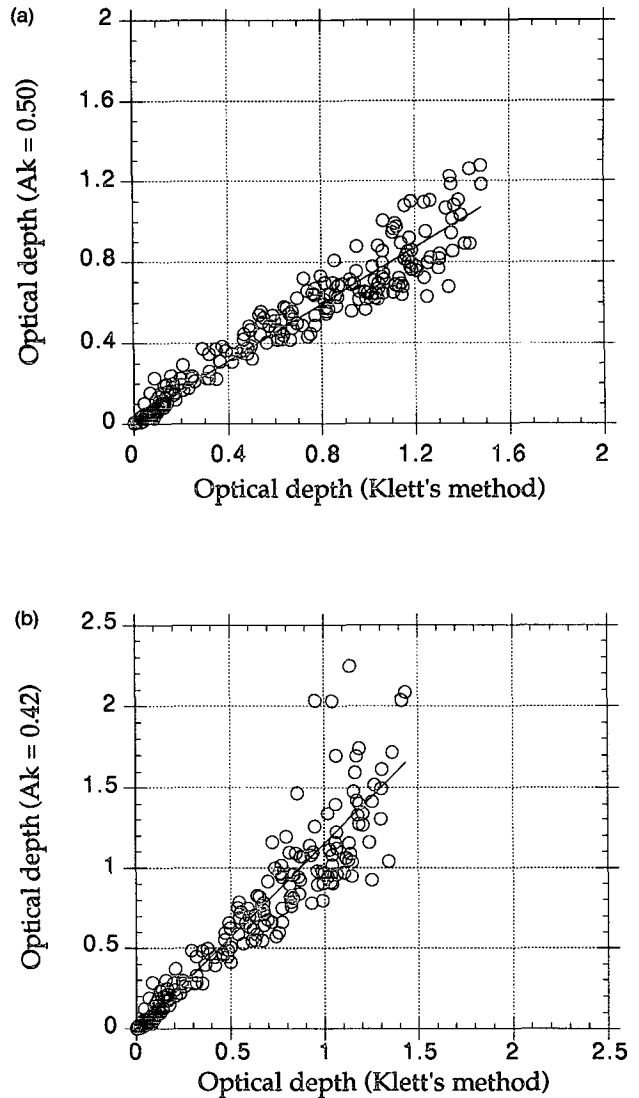 (a)
2
1.6
1.2
0.8
0.4
0
Optical depth (Ak = 0.50)
0 0.4 0.8 1.2 1.6 2
Optical depth (Klett's method)
(b)
2.5
2
1.5
1
0.5
0
Optical depth (Ak = 0.42)
0 0.5 1 1.5 2 2.5
Optical depth (Klett's method)